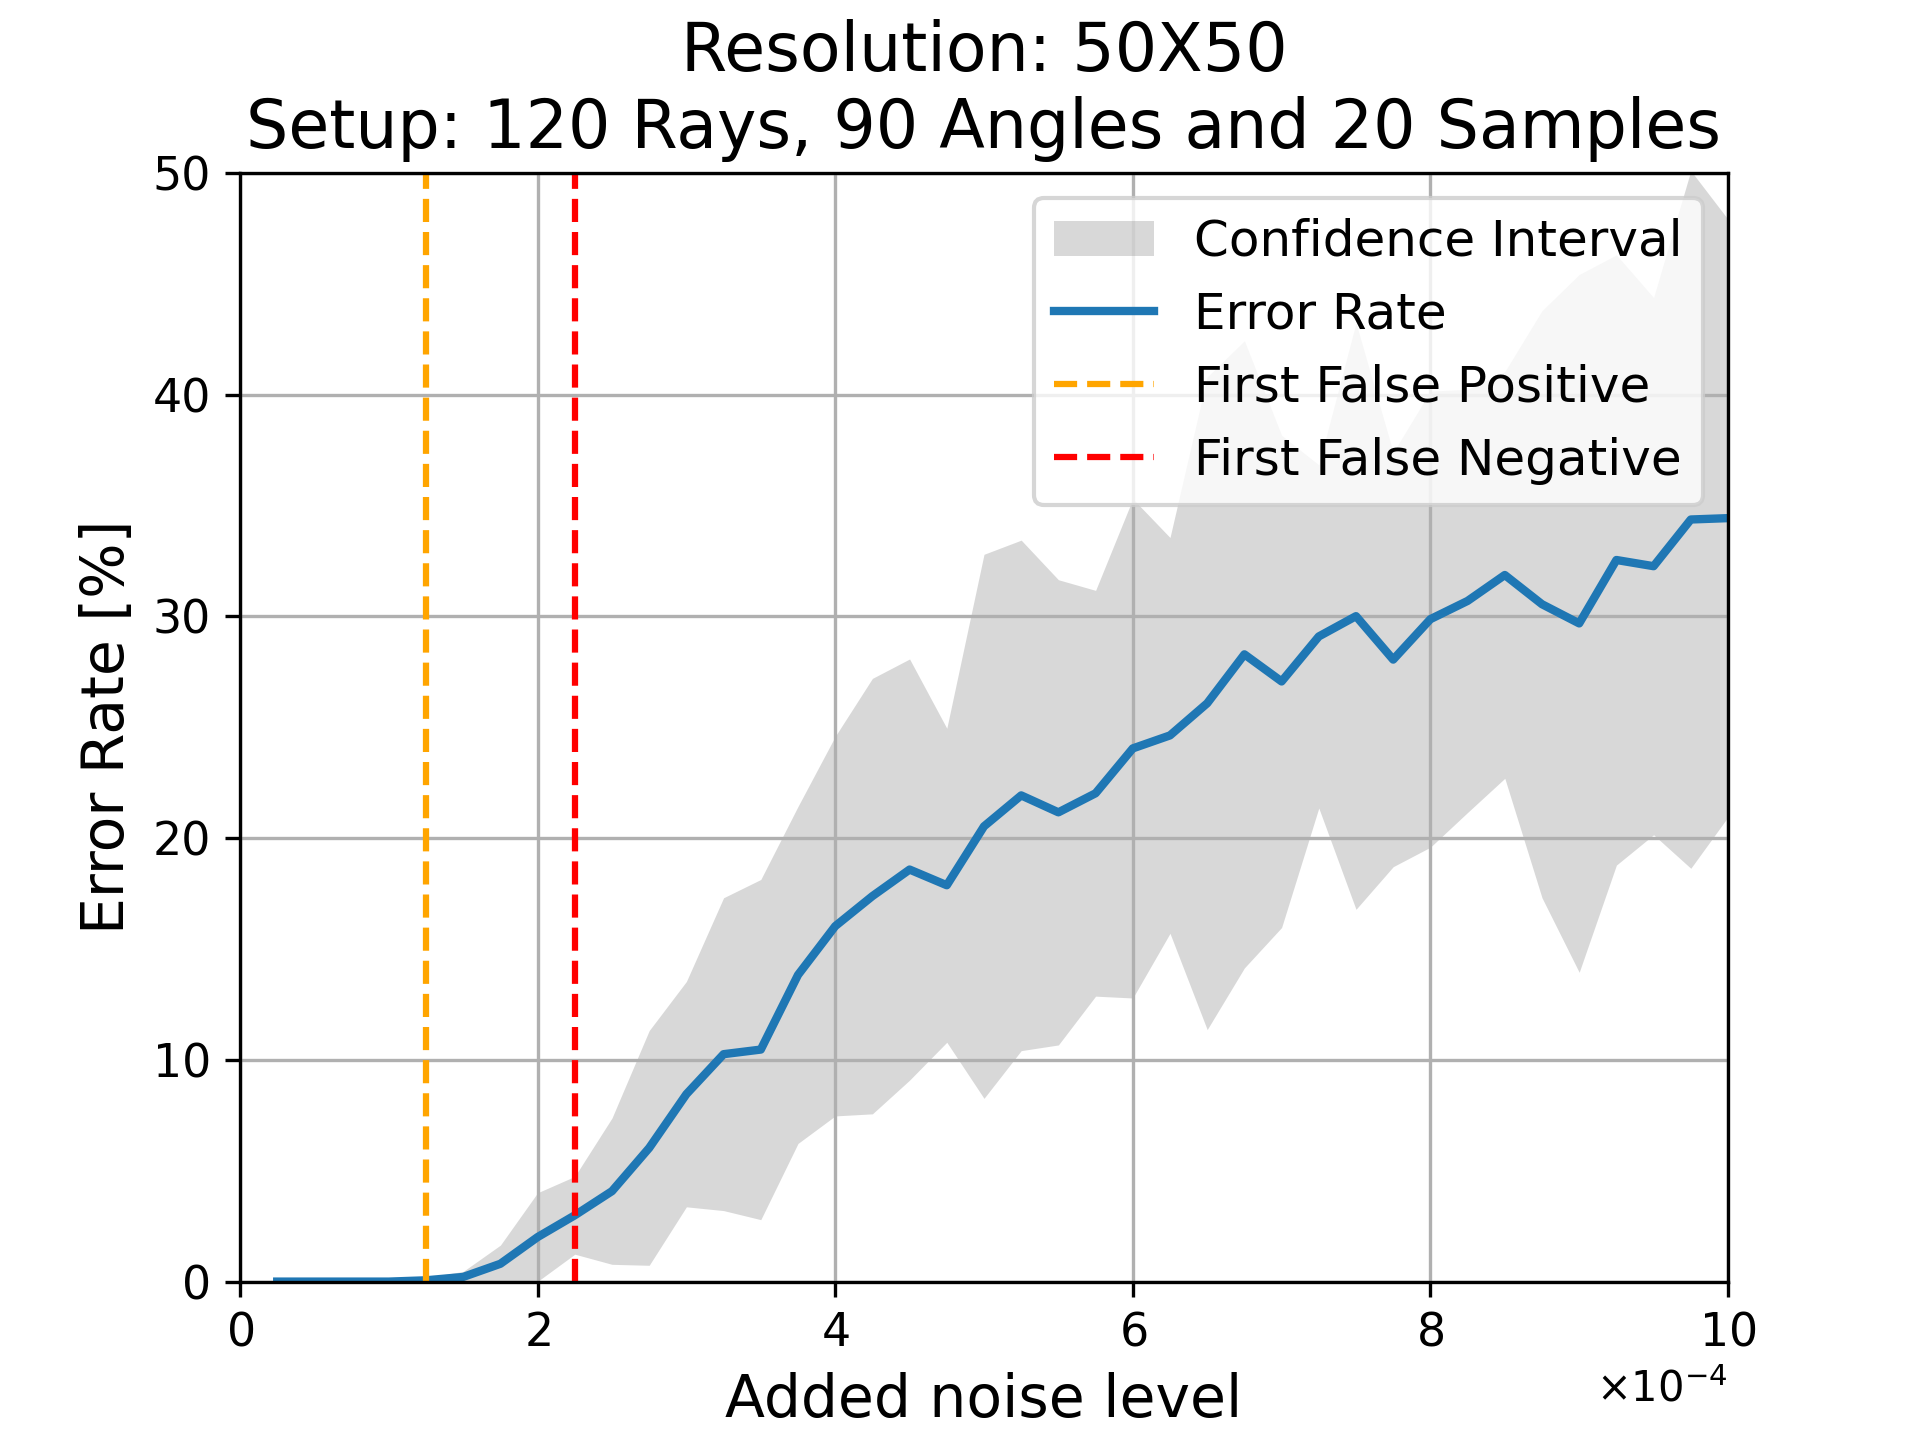 Resolution: 50X50
Setup: 120 Rays, 90 Angles and 20 Samples
50
40
30
20
10
0
Error Rate [%]
Confidence Interval
Error Rate
First False Positive
First False Negative
0 2 4 6 8 10
×10⁻⁴
Added noise level